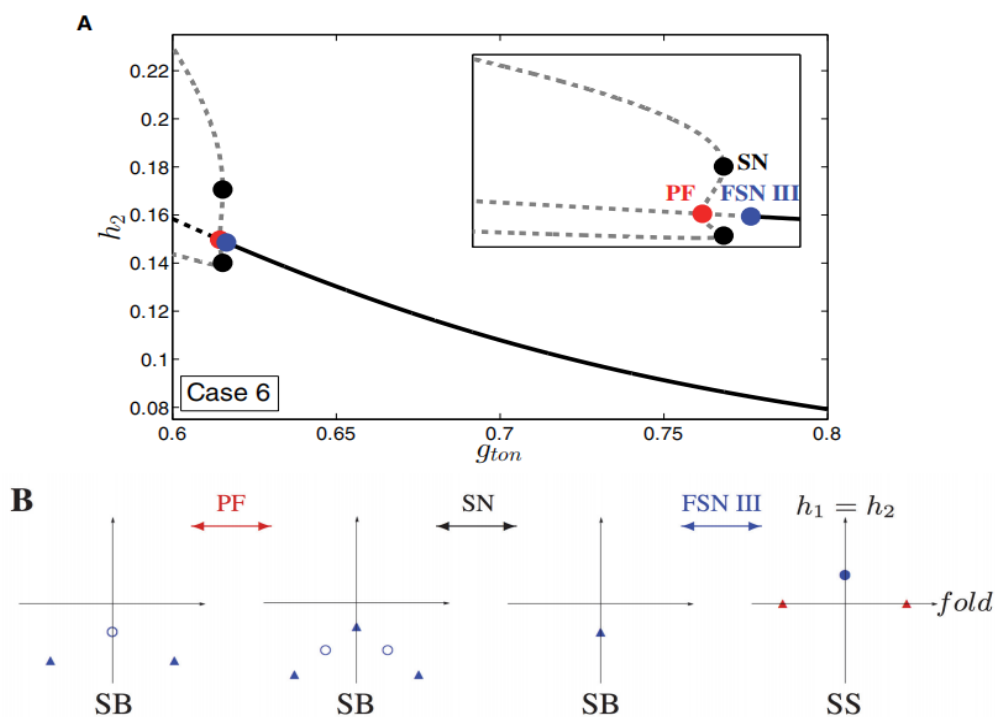 A
0.22
0.2
0.18
0.16
0.14
0.12
0.1
0.08
h₂
SN
PF FSN III
Case 6
0.6 0.65 0.7 0.75 0.8
g_{ton}
B
PF SN FSN III h₁ = h₂
fold
SB SB SB SS